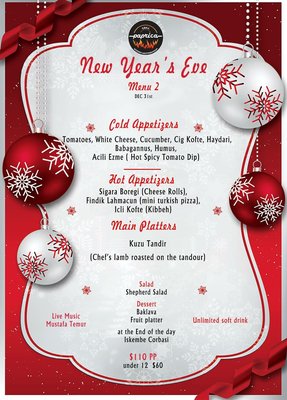 paprica
New Year's Eve
Menu 2
DEC 31st
Cold Appetizers
Tomatoes, White Cheese, Cucumber, Cig Kofte, Haydari,
Babagannus, Humus,
Acili Ezme ( Hot Spicy Tomato Dip)
Hot Appetizers
Sigara Boregi (Cheese Rolls),
Findik Lahmacun (mini turkish pizza),
Icli Kofte (Kibbeh)
Main Platters
Kuzu Tandir
(Chef's lamb roasted on the tandour)
Salad
Shepherd Salad
Dessert
Baklava
Fruit platter
at the End of the day
Iskembe Corbasi
Live Music
Mustafa Temur
Unlimited soft drink
$110 PP
under 12 $60